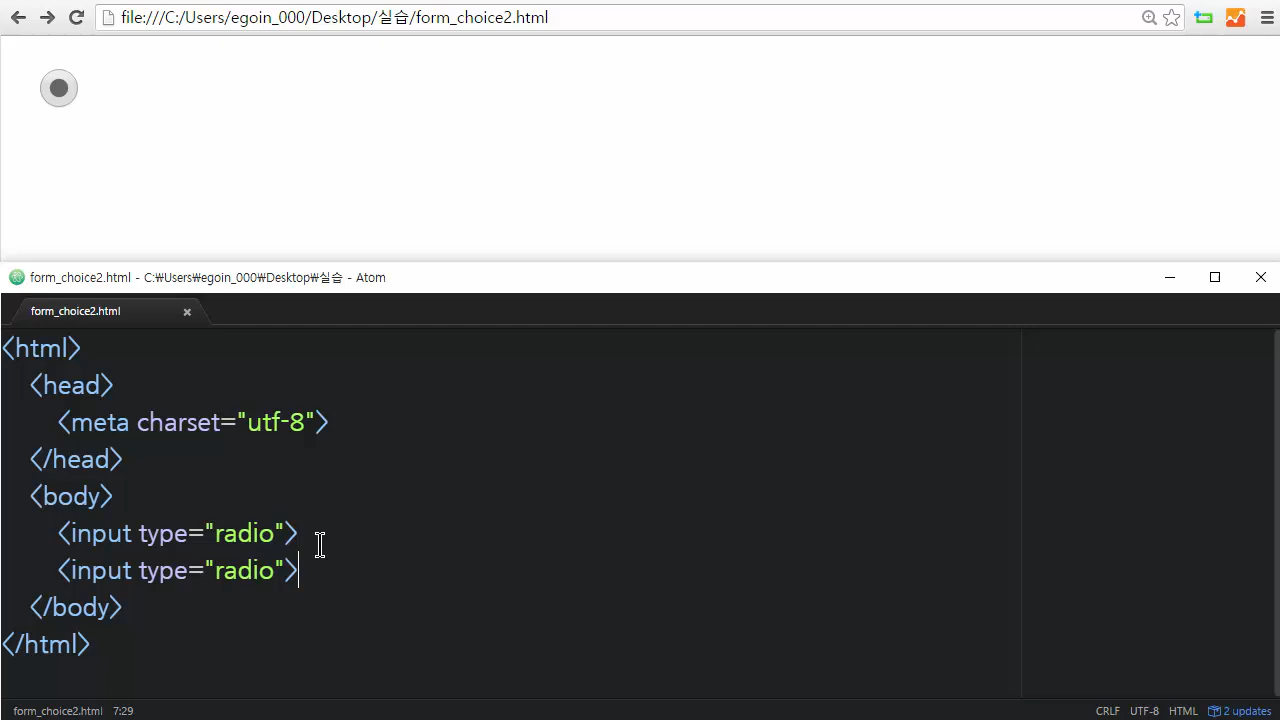 file:///C:/Users/egoin_000/Desktop/실습/form_choice2.html
form_choice2.html - C:₩Users₩egoin_000₩Desktop₩실습 - Atom
form_choice2.html
<html>
<head>
<meta charset="utf-8">
</head>
<body>
<input type="radio">
<input type="radio">
</body>
</html>
form_choice2.html 7:29 CRLF UTF-8 HTML 2 updates